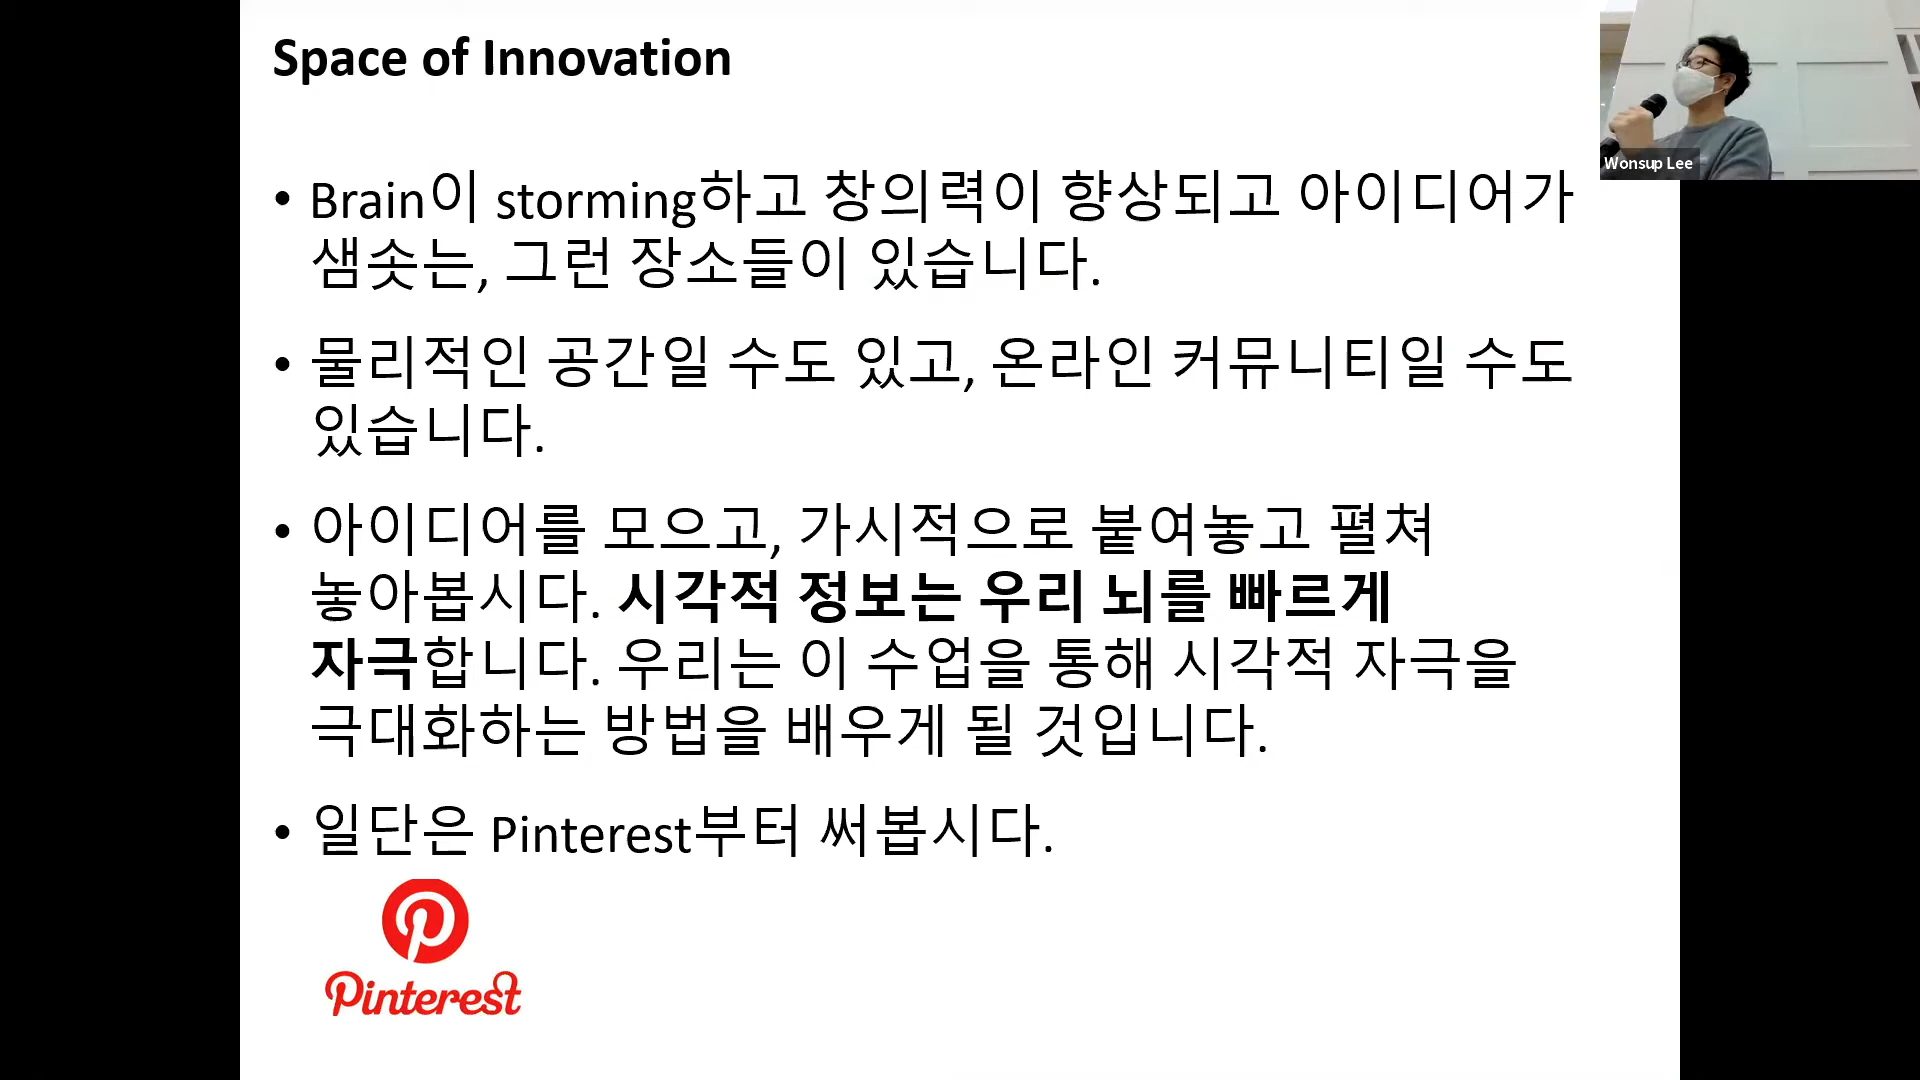 Space of Innovation
Wonsup Lee
• Brain이 storming하고 창의력이 향상되고 아이디어가
샘솟는, 그런 장소들이 있습니다.
• 물리적인 공간일 수도 있고, 온라인 커뮤니티일 수도
있습니다.
• 아이디어를 모으고, 가시적으로 붙여놓고 펼쳐
놓아봅시다. 시각적 정보는 우리 뇌를 빠르게
자극합니다. 우리는 이 수업을 통해 시각적 자극을
극대화하는 방법을 배우게 될 것입니다.
• 일단은 Pinterest부터 써봅시다.
Pinterest